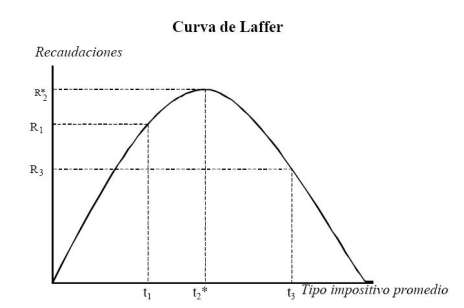 Curva de Laffer
Recaudaciones
R*2
R1
R3
t1 t2* t3 Tipo impositivo promedio